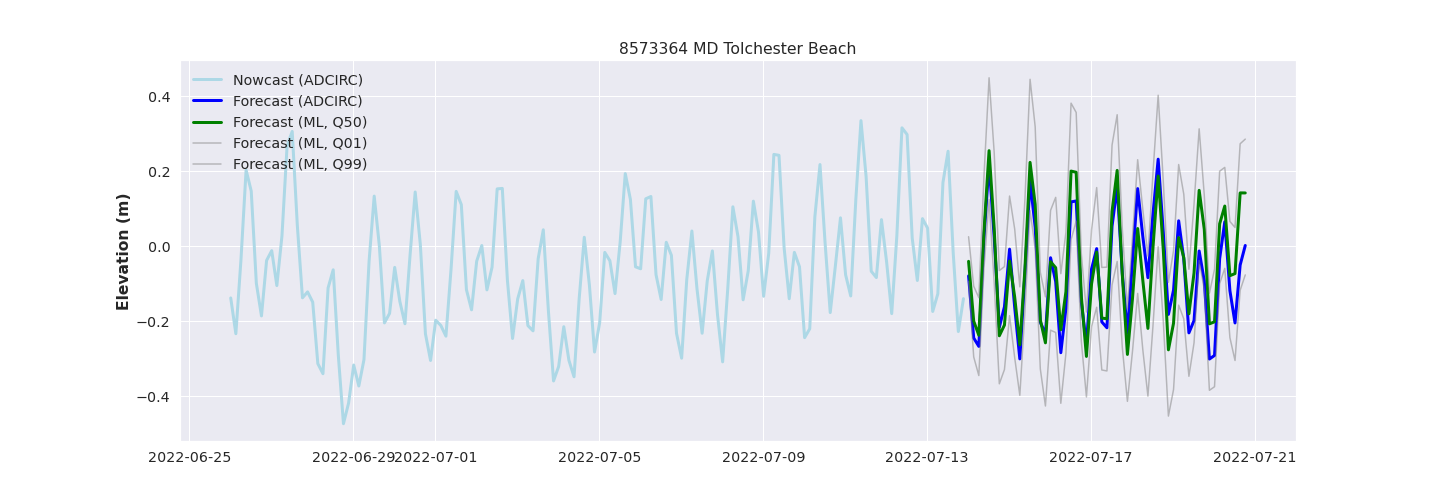 8573364 MD Tolchester Beach
Nowcast (ADCIRC)
Forecast (ADCIRC)
Forecast (ML, Q50)
Forecast (ML, Q01)
Forecast (ML, Q99)
Elevation (m)
0.4
0.2
0.0
−0.2
−0.4
2022-06-25 2022-06-29 2022-07-01 2022-07-05 2022-07-09 2022-07-13 2022-07-17 2022-07-21